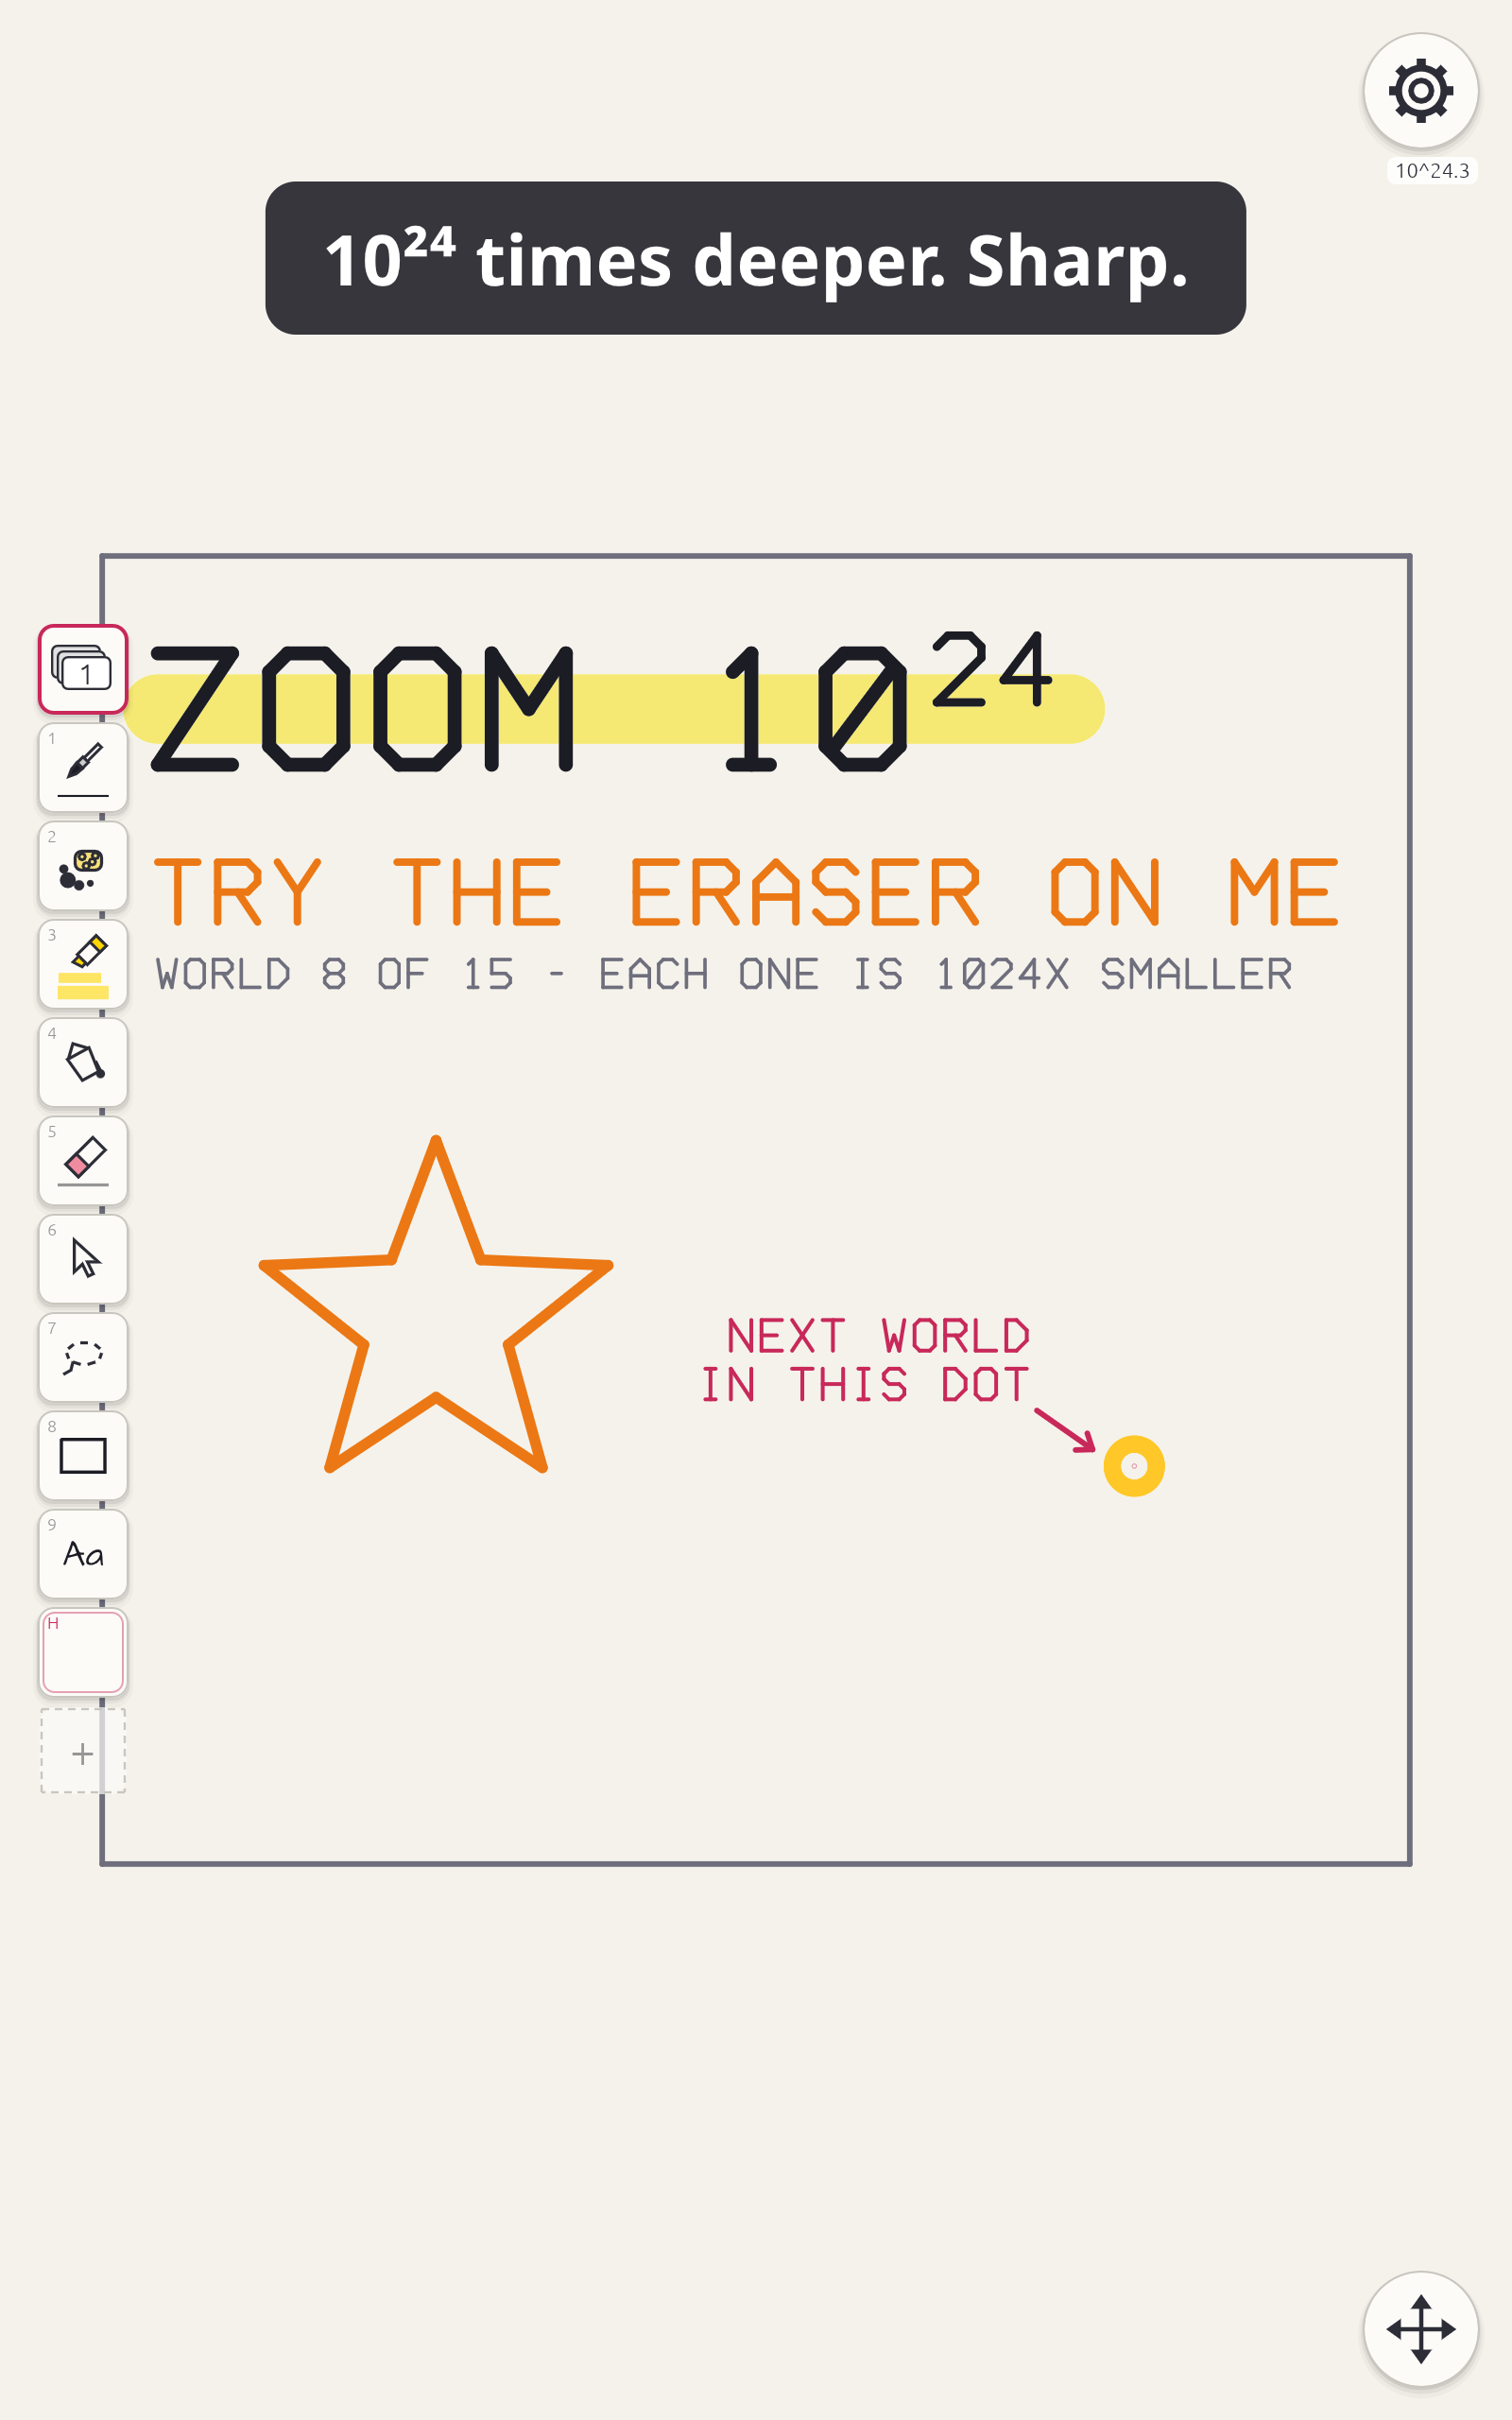 10^24.3
10²⁴ times deeper. Sharp.
ZOOM 10²⁴
TRY THE ERASER ON ME
WORLD 8 OF 15 - EACH ONE IS 1024X SMALLER
NEXT WORLD
IN THIS DOT
1
1
2
3
4
5
6
7
8
9
Aa
H
+